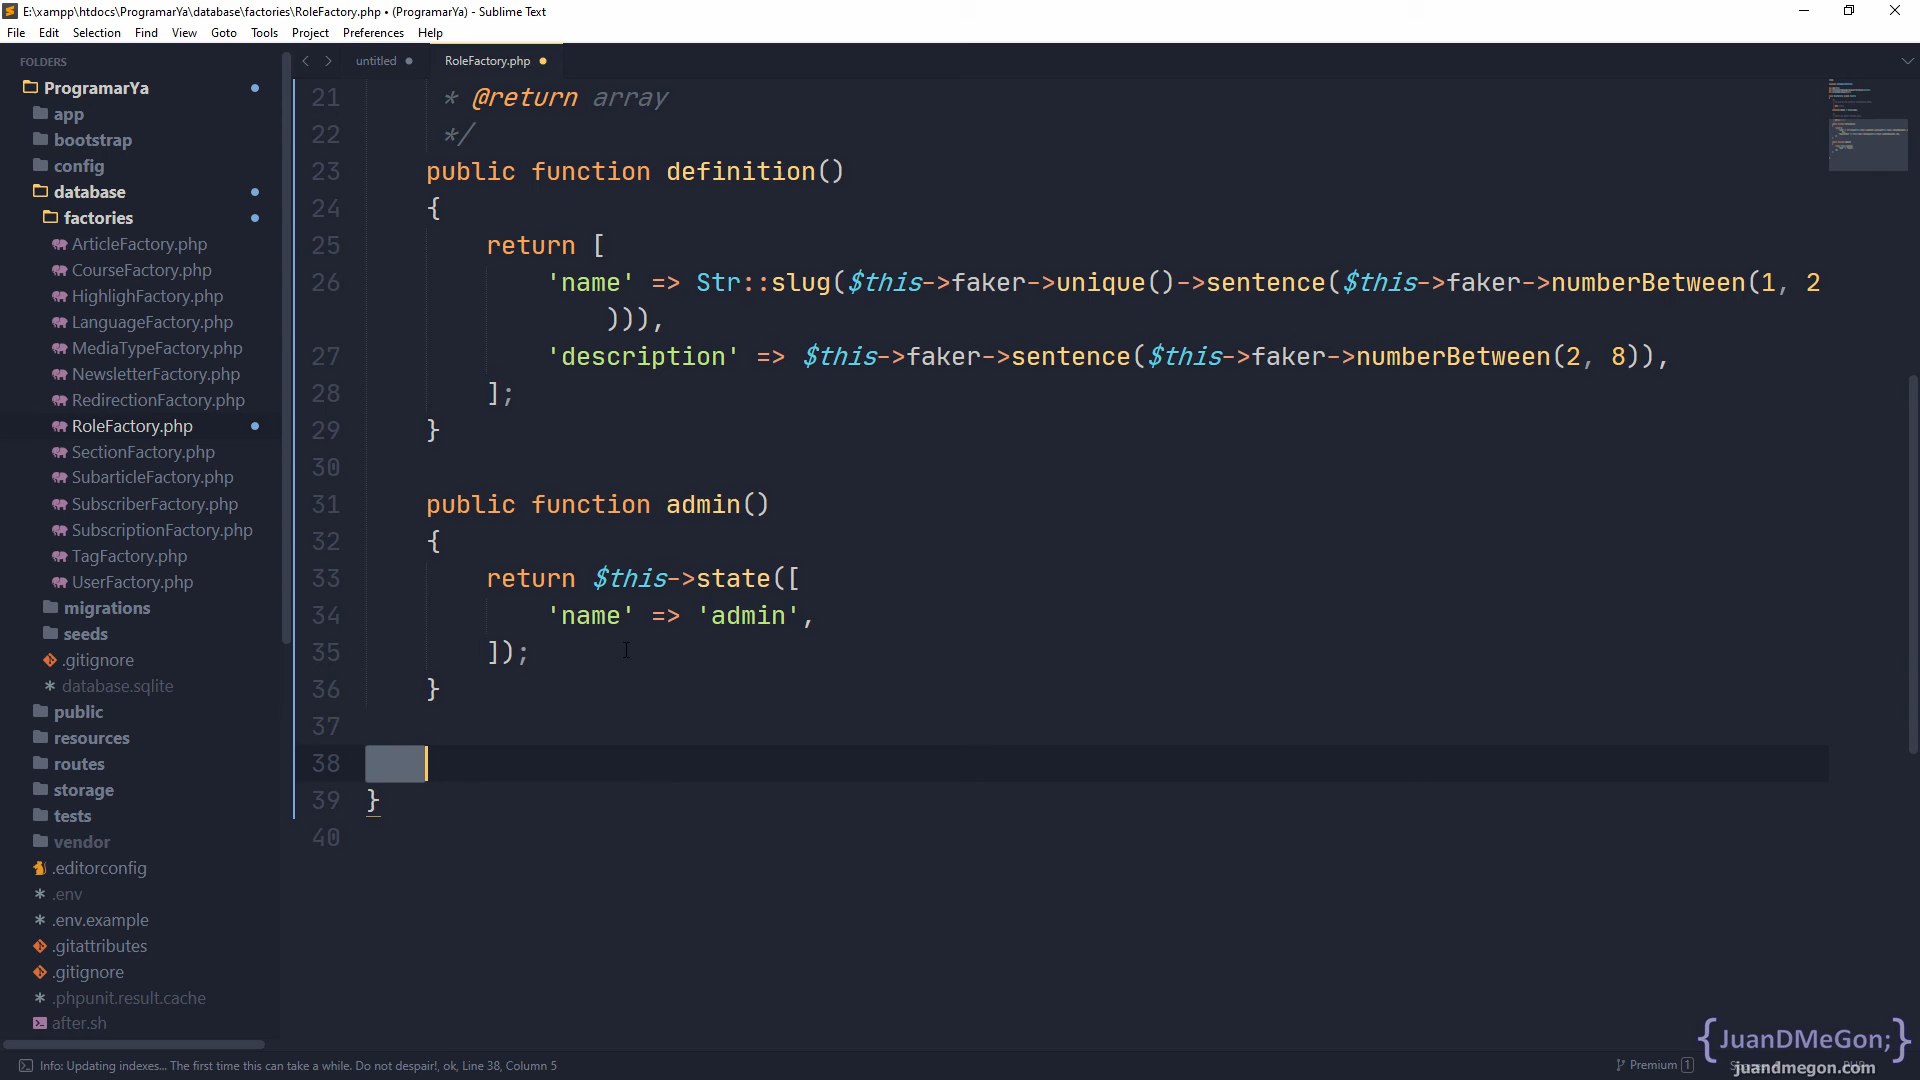 E:\xampp\htdocs\ProgramarYa\database\factories\RoleFactory.php • (ProgramarYa) - Sublime Text
File Edit Selection Find View Goto Tools Project Preferences Help
FOLDERS
ProgramarYa
app
bootstrap
config
database
factories
ArticleFactory.php
CourseFactory.php
HighlighFactory.php
LanguageFactory.php
MediaTypeFactory.php
NewsletterFactory.php
RedirectionFactory.php
RoleFactory.php
SectionFactory.php
SubarticleFactory.php
SubscriberFactory.php
SubscriptionFactory.php
TagFactory.php
UserFactory.php
migrations
seeds
.gitignore
database.sqlite
public
resources
routes
storage
tests
vendor
.editorconfig
.env
.env.example
.gitattributes
.gitignore
.phpunit.result.cache
after.sh
untitled
RoleFactory.php
21 * @return array
22 */
23 public function definition()
24 {
25 return [
26 'name' => Str::slug($this->faker->unique()->sentence($this->faker->numberBetween(1, 2
))),
27 'description' => $this->faker->sentence($this->faker->numberBetween(2, 8)),
28 ];
29 }
30
31 public function admin()
32 {
33 return $this->state([
34 'name' => 'admin',
35 ]);
36 }
37
38
39 }
40
Info: Updating indexes... The first time this can take a while. Do not despair!, ok, Line 38, Column 5
Premium 1
{JuanDMeGon;}
juandmegon.com